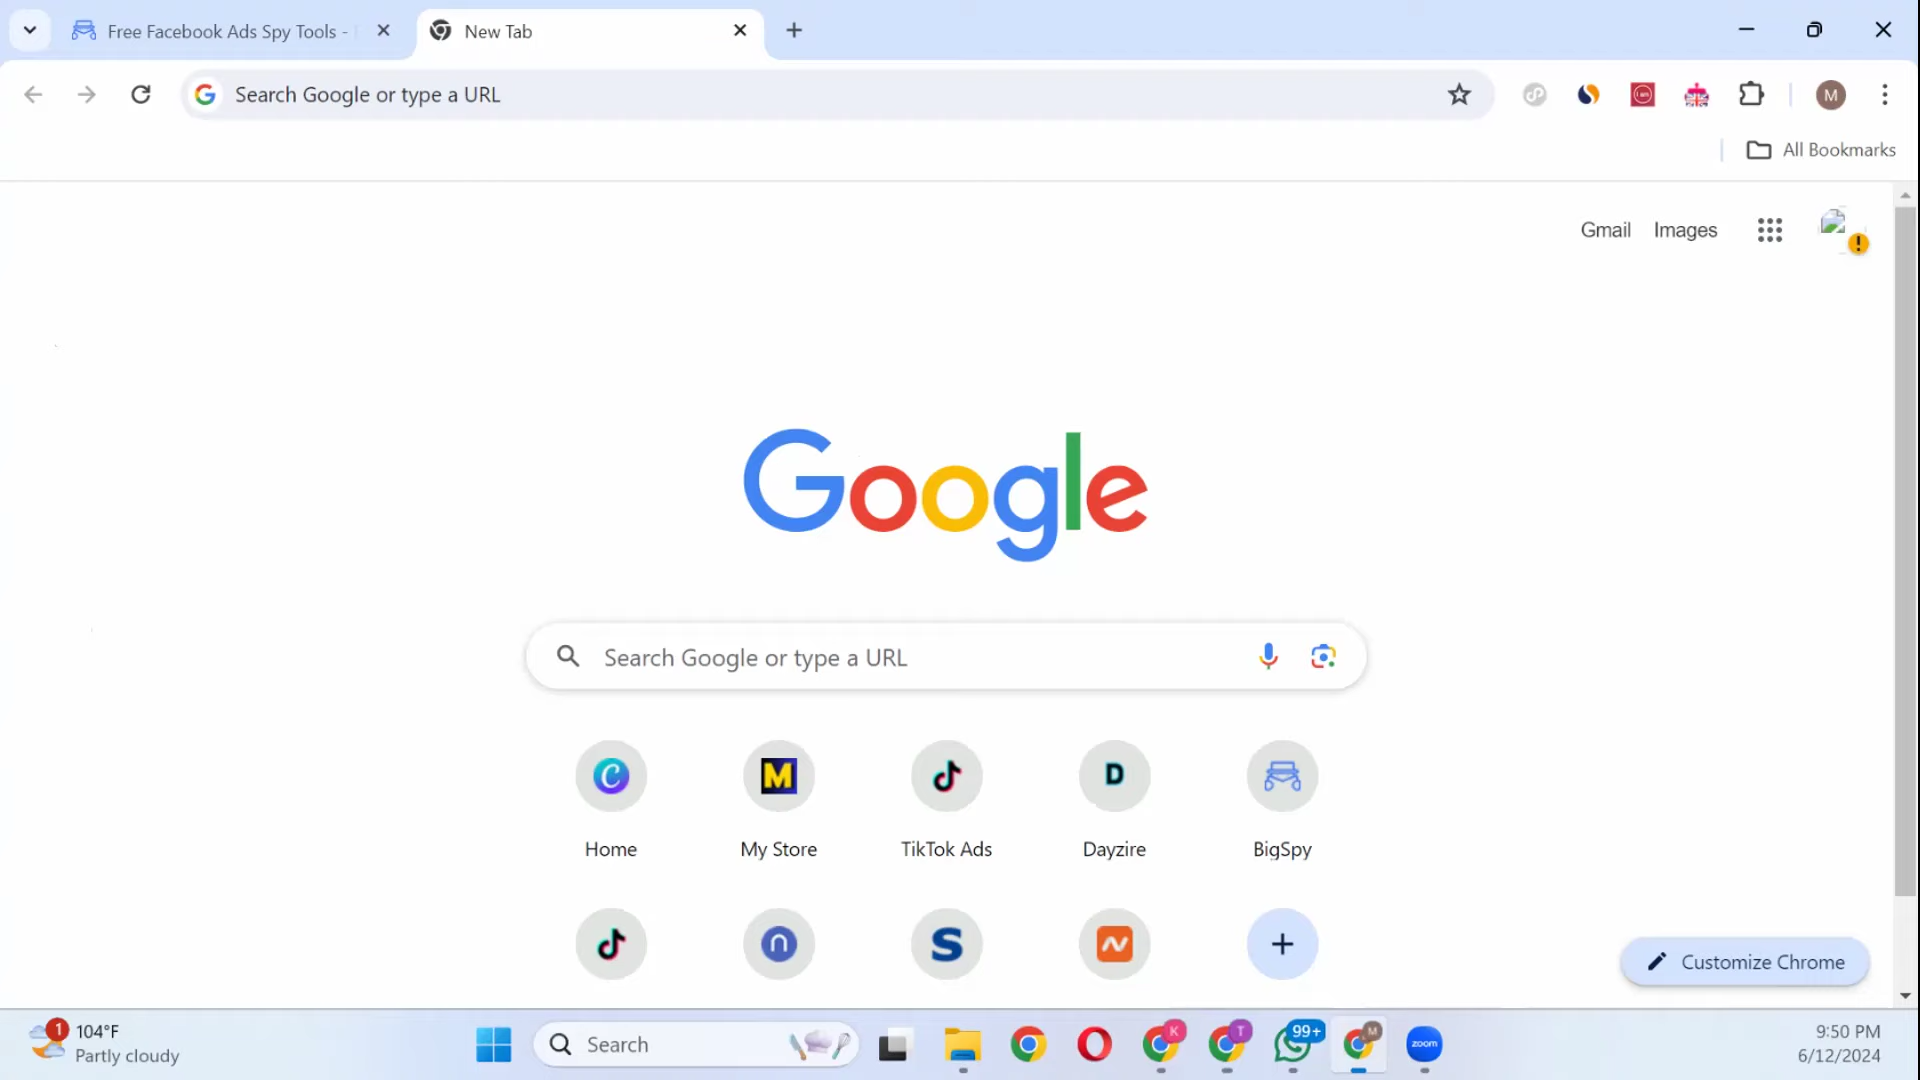 Free Facebook Ads Spy Tools -
New Tab
Search Google or type a URL
M
All Bookmarks
Gmail
Images
Google
Search Google or type a URL
Home
My Store
TikTok Ads
Dayzire
BigSpy
Customize Chrome
1
104°F
Partly cloudy
Search
K
T
99+
M
zoom
9:50 PM
6/12/2024